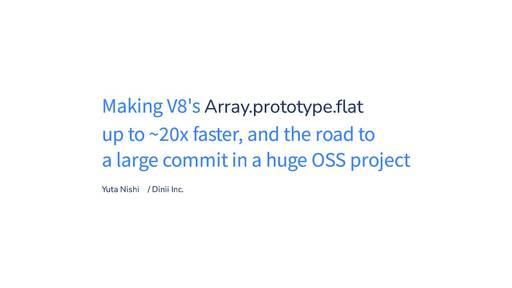 Making V8's Array.prototype.flat
up to ~20x faster, and the road to
a large commit in a huge OSS project
Yuta Nishi / Dinii Inc.